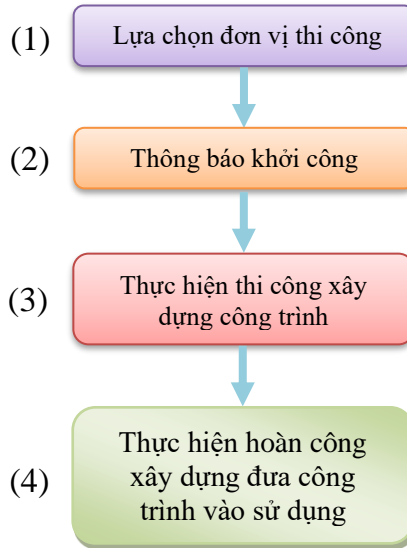 (1) Lựa chọn đơn vị thi công
(2) Thông báo khởi công
(3) Thực hiện thi công xây
dựng công trình
(4) Thực hiện hoàn công
xây dựng đưa công
trình vào sử dụng